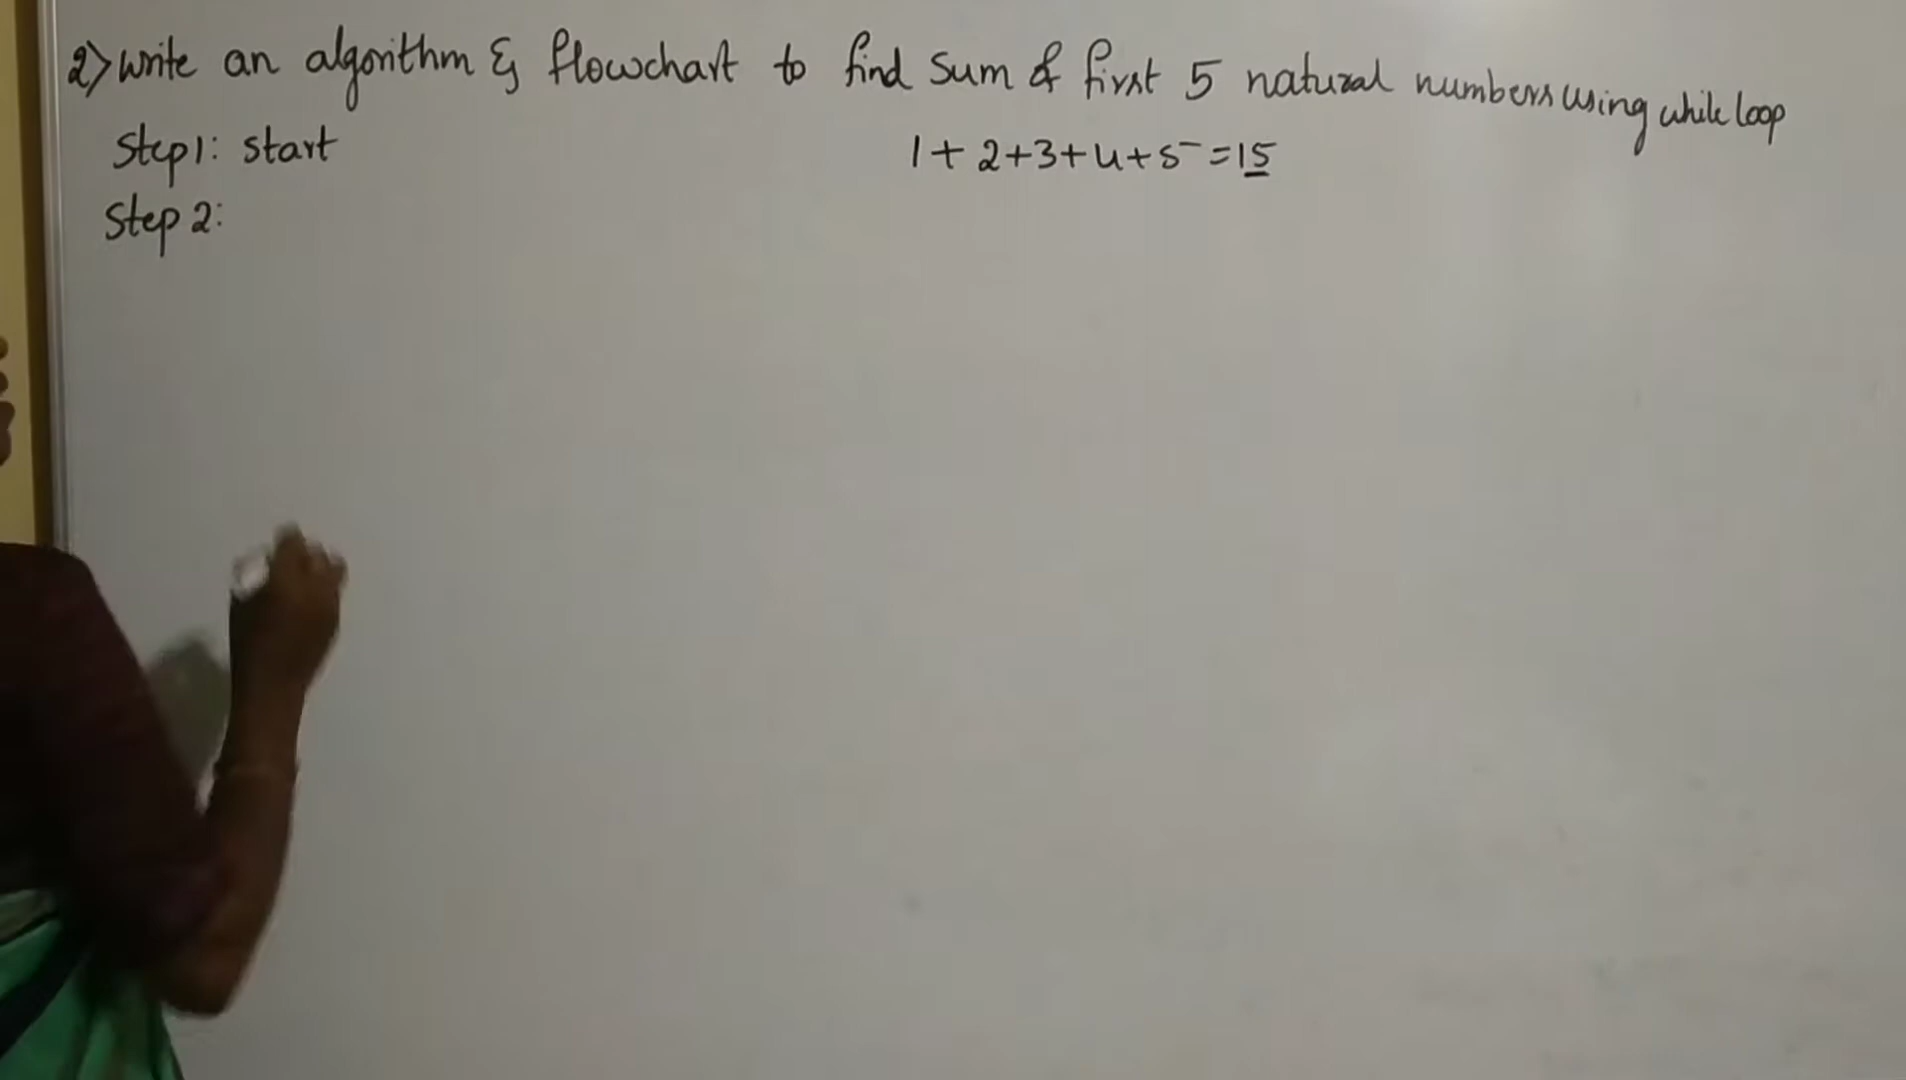 2) Write an algorithm & flowchart to find sum of first 5 natural numbers using while loop
Step1: start
1+2+3+4+5=15
Step 2: